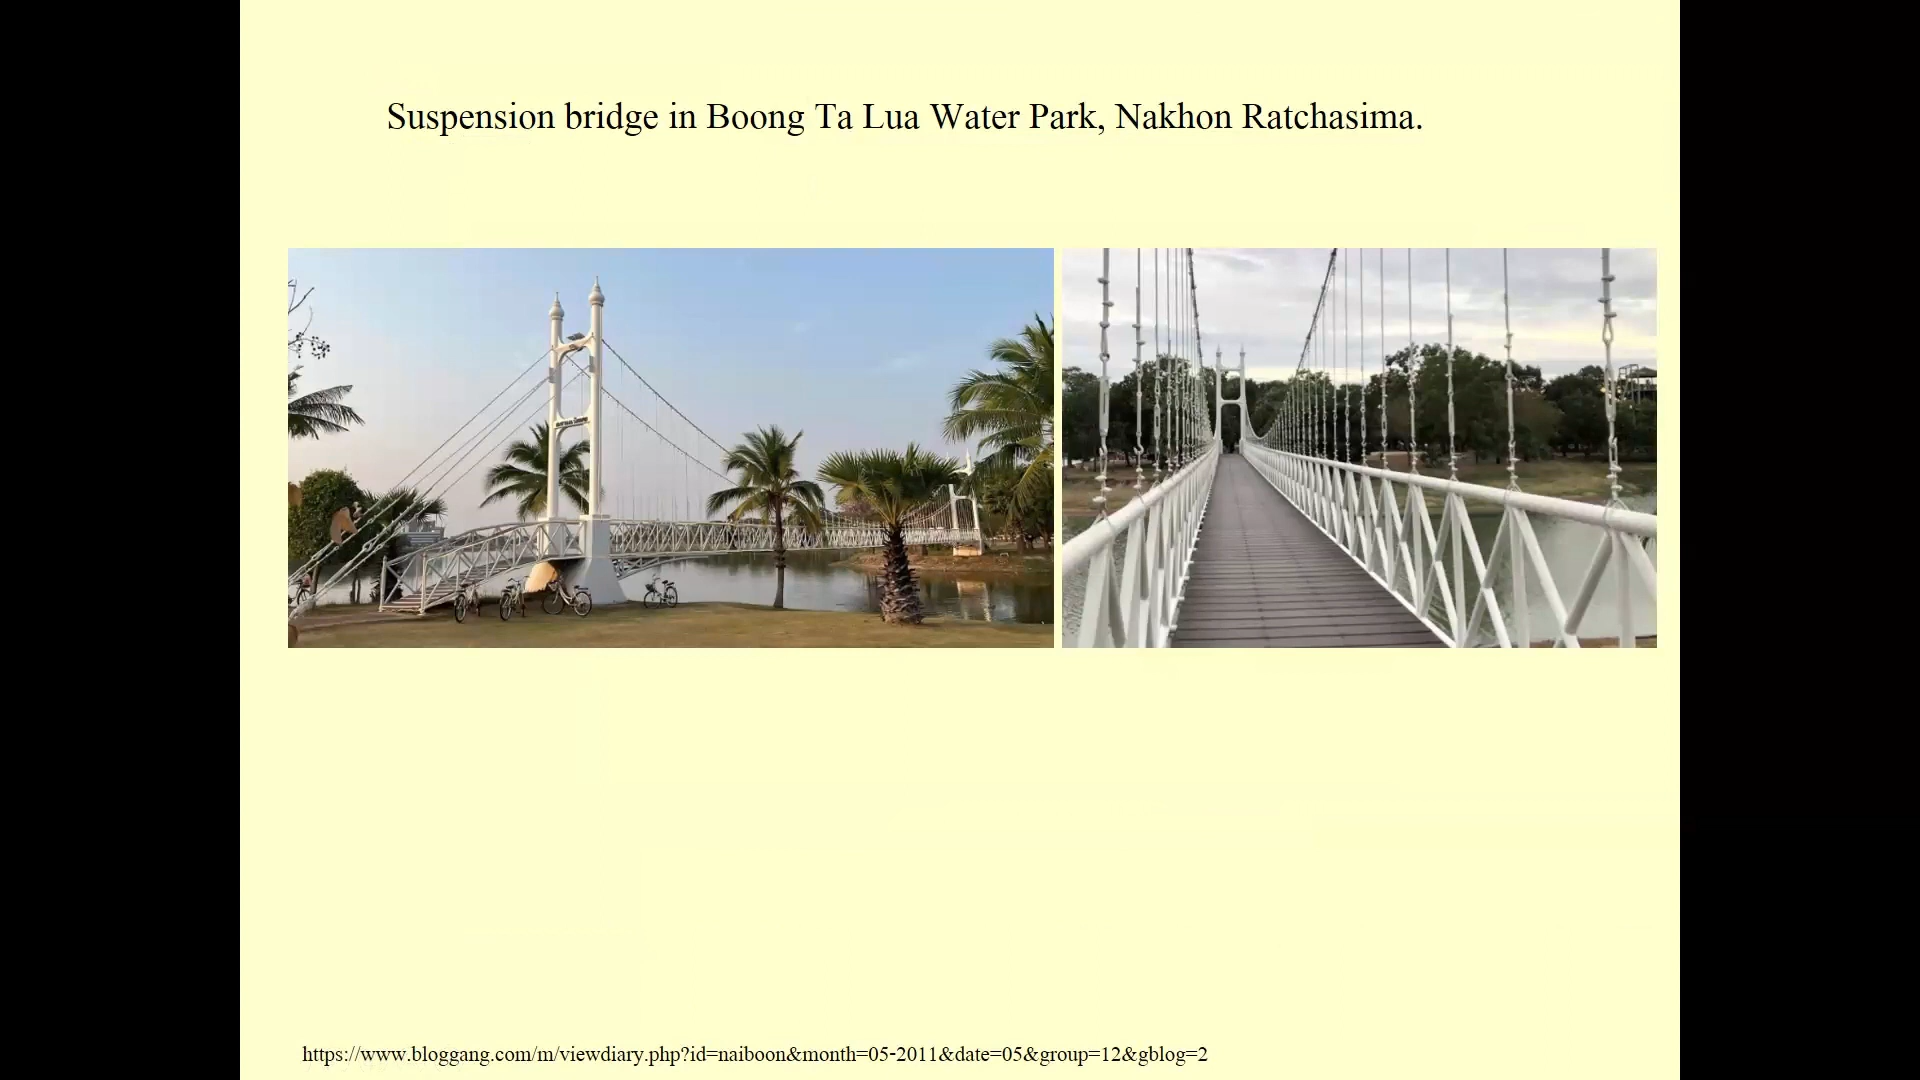 Suspension bridge in Boong Ta Lua Water Park, Nakhon Ratchasima.
https://www.bloggang.com/m/viewdiary.php?id=naiboon&month=05-2011&date=05&group=12&gblog=2